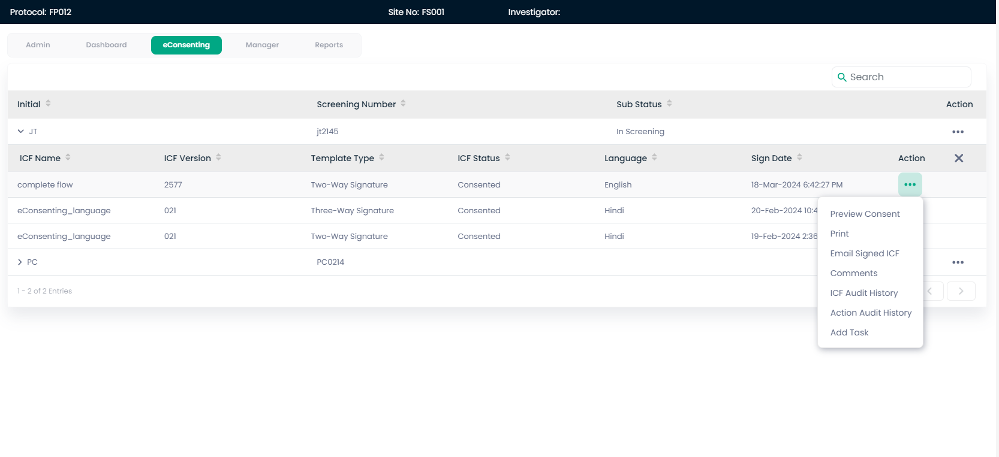 Protocol: FP012 Site No: FS001 Investigator:
Admin Dashboard eConsenting Manager Reports
Search
Initial Screening Number Sub Status Action
JT jt2145 In Screening
ICF Name ICF Version Template Type ICF Status Language Sign Date Action
complete flow 2577 Two-Way Signature Consented English 18-Mar-2024 6:42:27 PM
eConsenting_language 021 Three-Way Signature Consented Hindi 20-Feb-2024
eConsenting_language 021 Two-Way Signature Consented Hindi 19-Feb-2024 2:36
PC PC0214
1 - 2 of 2 Entries
Preview Consent
Print
Email Signed ICF
Comments
ICF Audit History
Action Audit History
Add Task